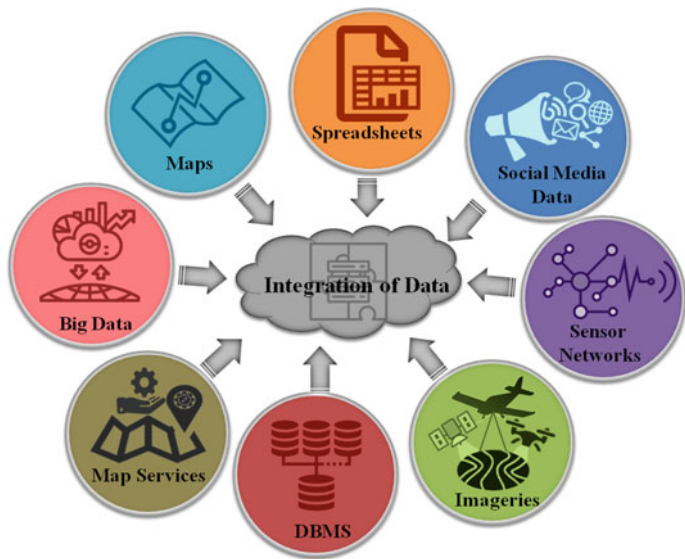 Spreadsheets
Maps
Social Media
Data
Integration of Data
Big Data
Sensor
Networks
Map Services
DBMS
Imageries